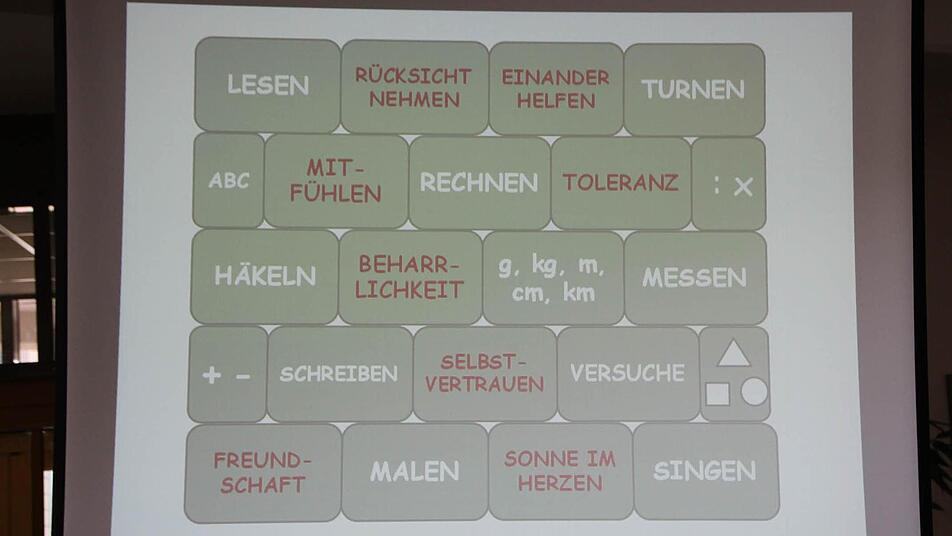 LESEN
RÜCKSICHT
NEHMEN
EINANDER
HELFEN
TURNEN
ABC
MIT-
FÜHLEN
RECHNEN
TOLERANZ
: x
HÄKELN
BEHARR-
LICHKEIT
g, kg, m,
cm, km
MESSEN
+ -
SCHREIBEN
SELBST-
VERTRAUEN
VERSUCHE
FREUND-
SCHAFT
MALEN
SONNE IM
HERZEN
SINGEN